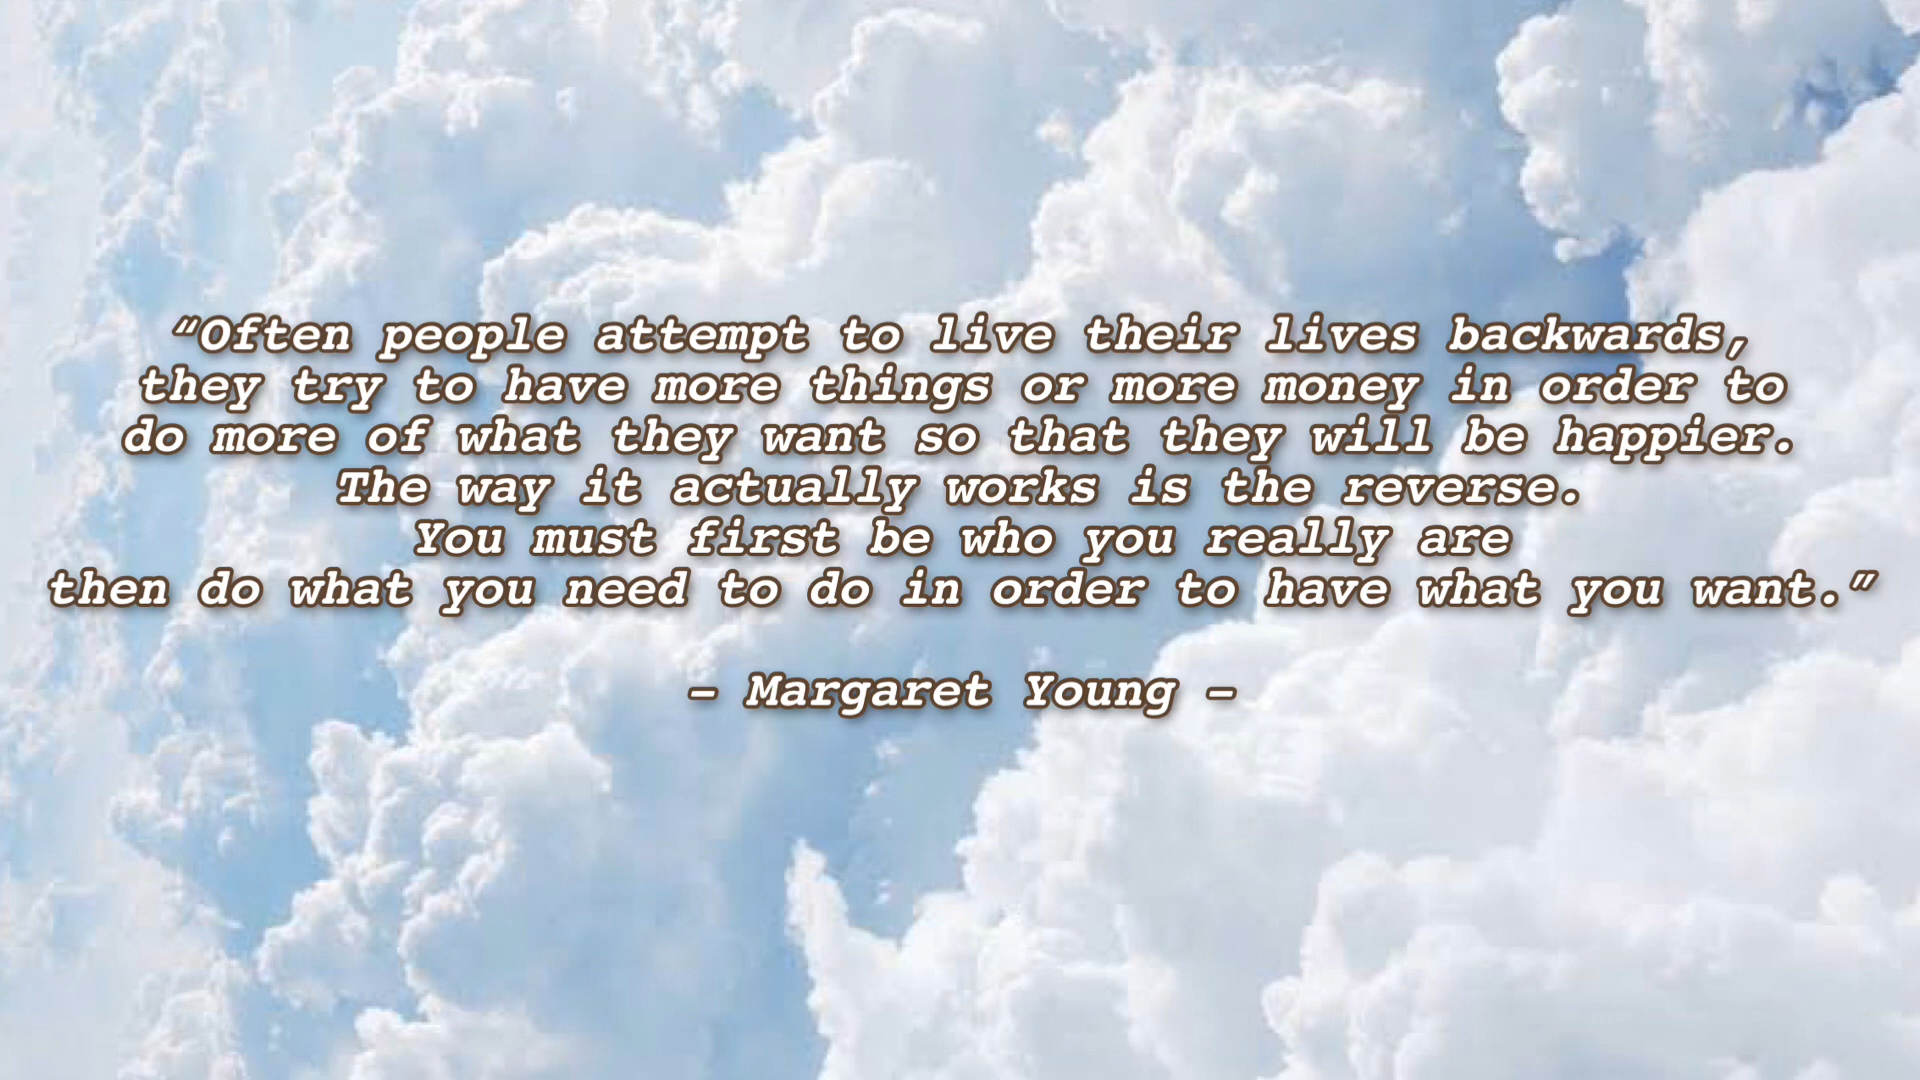 “Often people attempt to live their lives backwards,
they try to have more things or more money in order to
do more of what they want so that they will be happier.
The way it actually works is the reverse.
You must first be who you really are
then do what you need to do in order to have what you want.”
– Margaret Young –